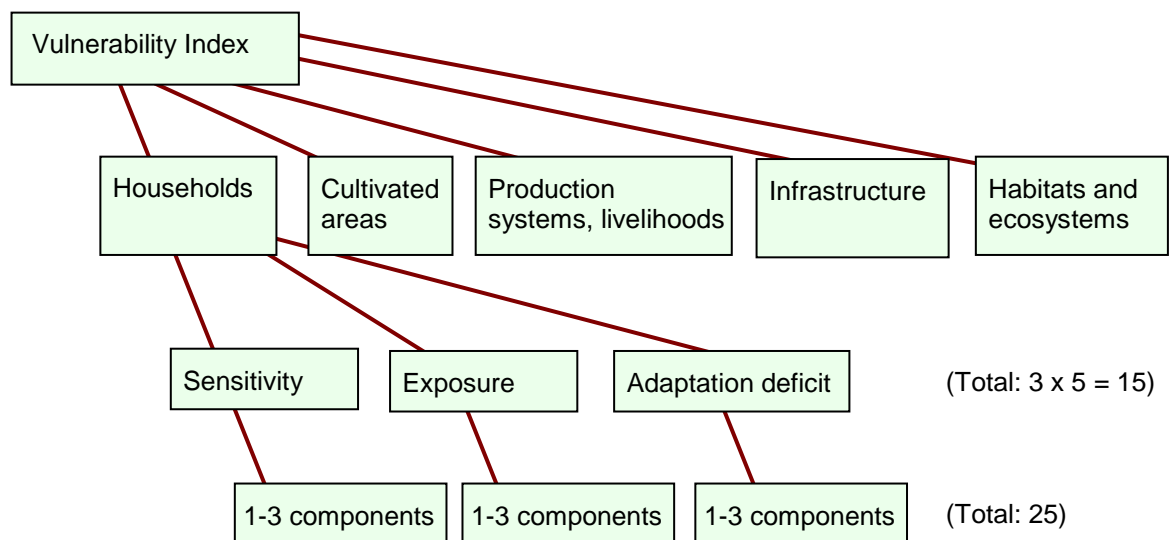 Vulnerability Index
Households
Cultivated
areas
Production
systems, livelihoods
Infrastructure
Habitats and
ecosystems
Sensitivity
Exposure
Adaptation deficit
(Total: 3 x 5 = 15)
1-3 components
1-3 components
1-3 components
(Total: 25)